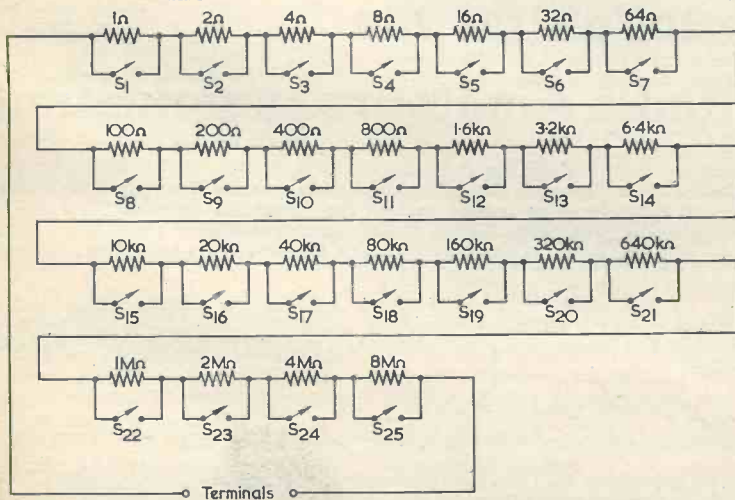 1Ω 2Ω 4Ω 8Ω 16Ω 32Ω 64Ω
S1 S2 S3 S4 S5 S6 S7
100Ω 200Ω 400Ω 800Ω 1·6kΩ 3·2kΩ 6·4kΩ
S8 S9 S10 S11 S12 S13 S14
10kΩ 20kΩ 40kΩ 80kΩ 160kΩ 320kΩ 640kΩ
S15 S16 S17 S18 S19 S20 S21
1MΩ 2MΩ 4MΩ 8MΩ
S22 S23 S24 S25
Terminals